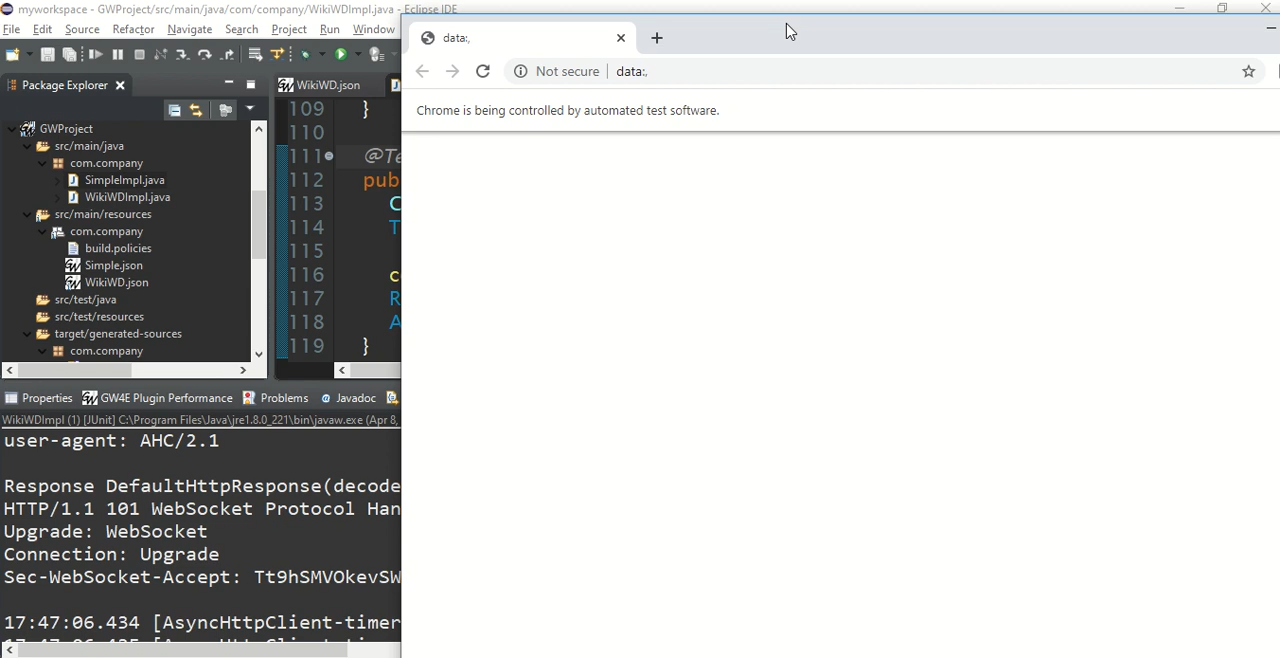 myworkspace - GWProject/src/main/java/com/company/WikiWDImpl.java - Eclipse IDE
File Edit Source Refactor Navigate Search Project Run Window
Package Explorer
GWProject
src/main/java
com.company
SimpleImpl.java
WikiWDImpl.java
src/main/resources
com.company
build.policies
Simple.json
WikiWD.json
src/test/java
src/test/resources
target/generated-sources
com.company
WikiWD.json
109 }
110
111 @Te
112 pub
113 C
114 T
115
116 c
117 R
118 A
119 }
Properties GW4E Plugin Performance Problems @ Javadoc
WikiWDImpl (1) [JUnit] C:\Program Files\Java\jre1.8.0_221\bin\javaw.exe (Apr 8,
user-agent: AHC/2.1
Response DefaultHttpResponse(decode
HTTP/1.1 101 WebSocket Protocol Han
Upgrade: WebSocket
Connection: Upgrade
Sec-WebSocket-Accept: Tt9hSMVOkevSW
17:47:06.434 [AsyncHttpClient-timer
data:,
Not secure data:,
Chrome is being controlled by automated test software.